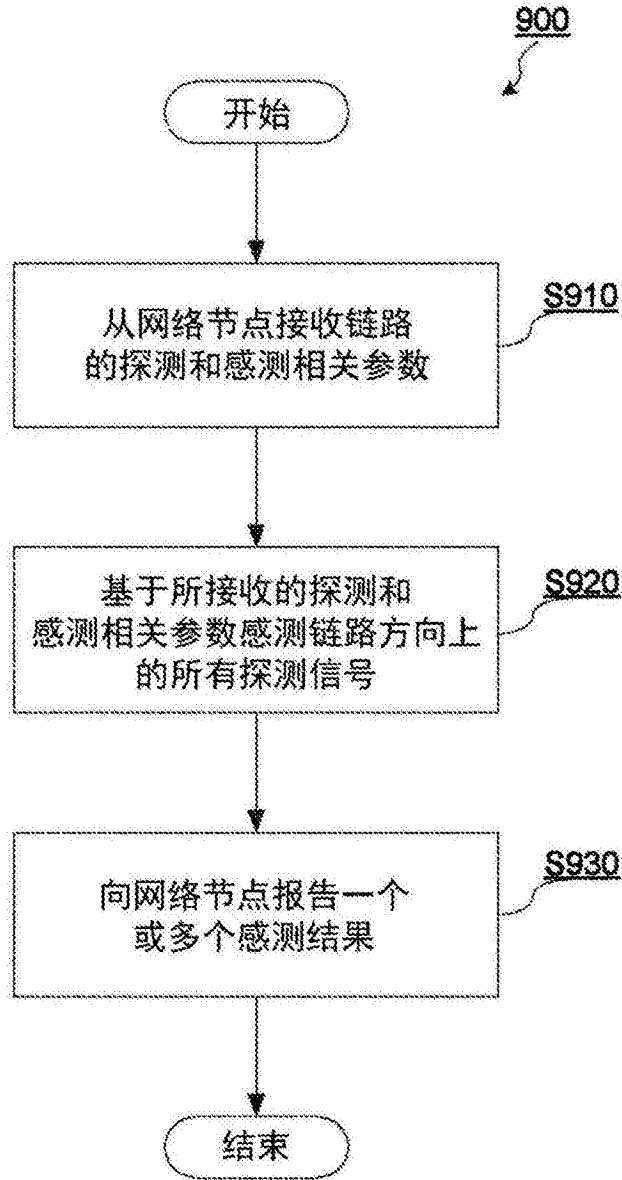 900
开始
S910
从网络节点接收链路
的探测和感测相关参数
S920
基于所接收的探测和
感测相关参数感测链路方向上
的所有探测信号
S930
向网络节点报告一个
或多个感测结果
结束